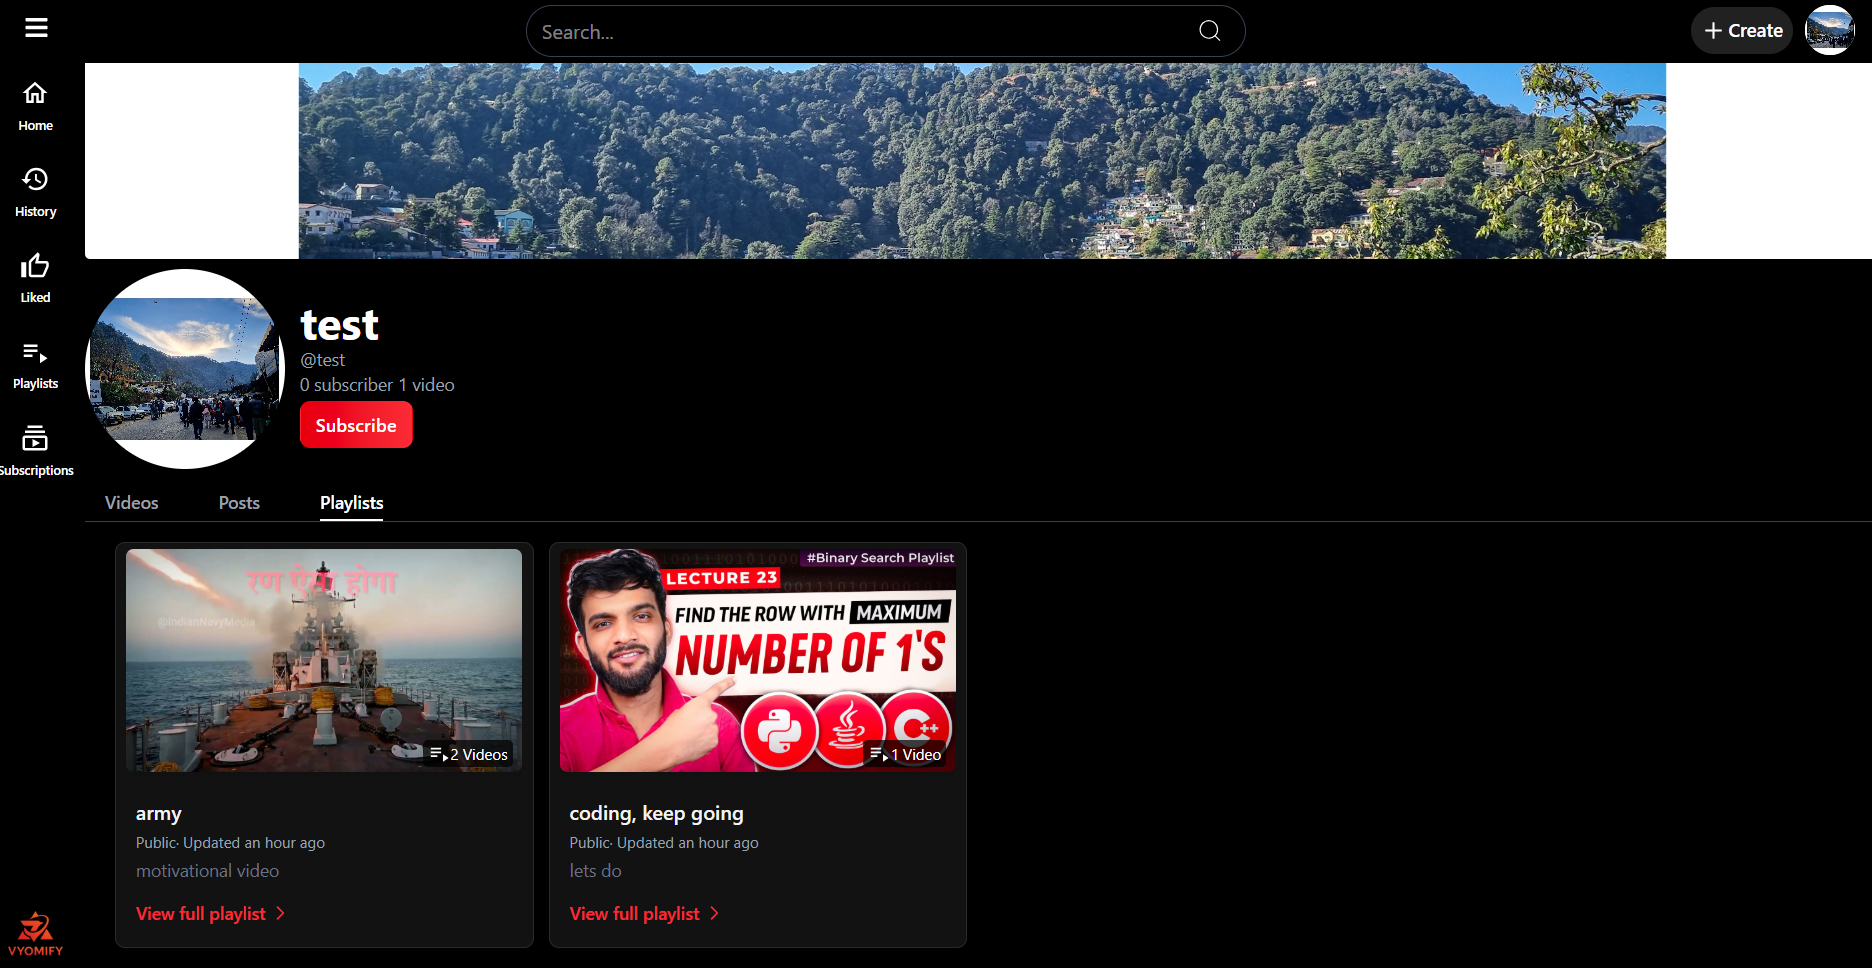 Search...
+ Create
Home
History
Liked
Playlists
Subscriptions
test
@test
0 subscriber 1 video
Subscribe
Videos
Posts
Playlists
रण ऐसा होगा
@IndianNavyMedia
2 Videos
army
Public· Updated an hour ago
motivational video
View full playlist >
#Binary Search Playlist
LECTURE 23
FIND THE ROW WITH MAXIMUM
NUMBER OF 1'S
C++
1 Video
coding, keep going
Public· Updated an hour ago
lets do
View full playlist >
VYOMIFY